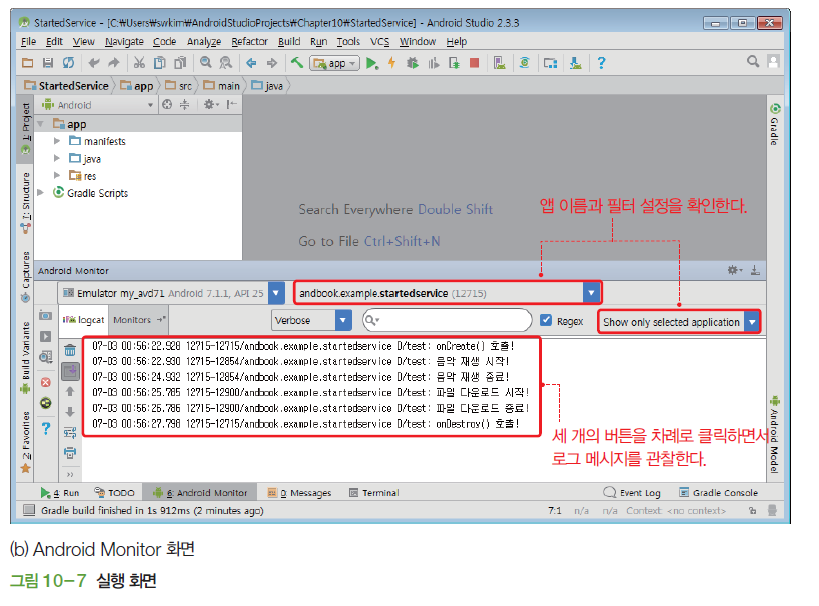 StartedService - [C:₩Users₩swkim₩AndroidStudioProjects₩Chapter10₩StartedService] - Android Studio 2.3.3
File Edit View Navigate Code Analyze Refactor Build Run Tools VCS Window Help
app
StartedService app src main java
1: Project
Android
app
manifests
java
res
Gradle Scripts
Gradle
Z: Structure
Captures
Search Everywhere Double Shift
Go to File Ctrl+Shift+N
앱 이름과 필터 설정을 확인한다.
Android Monitor
Emulator my_avd71 Android 7.1.1, API 25
andbook.example.startedservice (12715)
logcat Monitors
Verbose
Regex
Show only selected application
07-03 00:56:22.928 12715-12715/andbook.example.startedservice D/test: onCreate() 호출!
07-03 00:56:22.930 12715-12854/andbook.example.startedservice D/test: 음악 재생 시작!
07-03 00:56:24.932 12715-12854/andbook.example.startedservice D/test: 음악 재생 종료!
07-03 00:56:25.785 12715-12900/andbook.example.startedservice D/test: 파일 다운로드 시작!
07-03 00:56:26.786 12715-12900/andbook.example.startedservice D/test: 파일 다운로드 종료!
07-03 00:56:27.798 12715-12715/andbook.example.startedservice D/test: onDestroy() 호출!
세 개의 버튼을 차례로 클릭하면서
로그 메시지를 관찰한다.
Build Variants
2: Favorites
Android Model
4: Run TODO 6: Android Monitor 0: Messages Terminal Event Log Gradle Console
Gradle build finished in 1s 912ms (2 minutes ago) 7:1 n/a n/a Context: <no context>
(b) Android Monitor 화면
그림 10-7 실행 화면